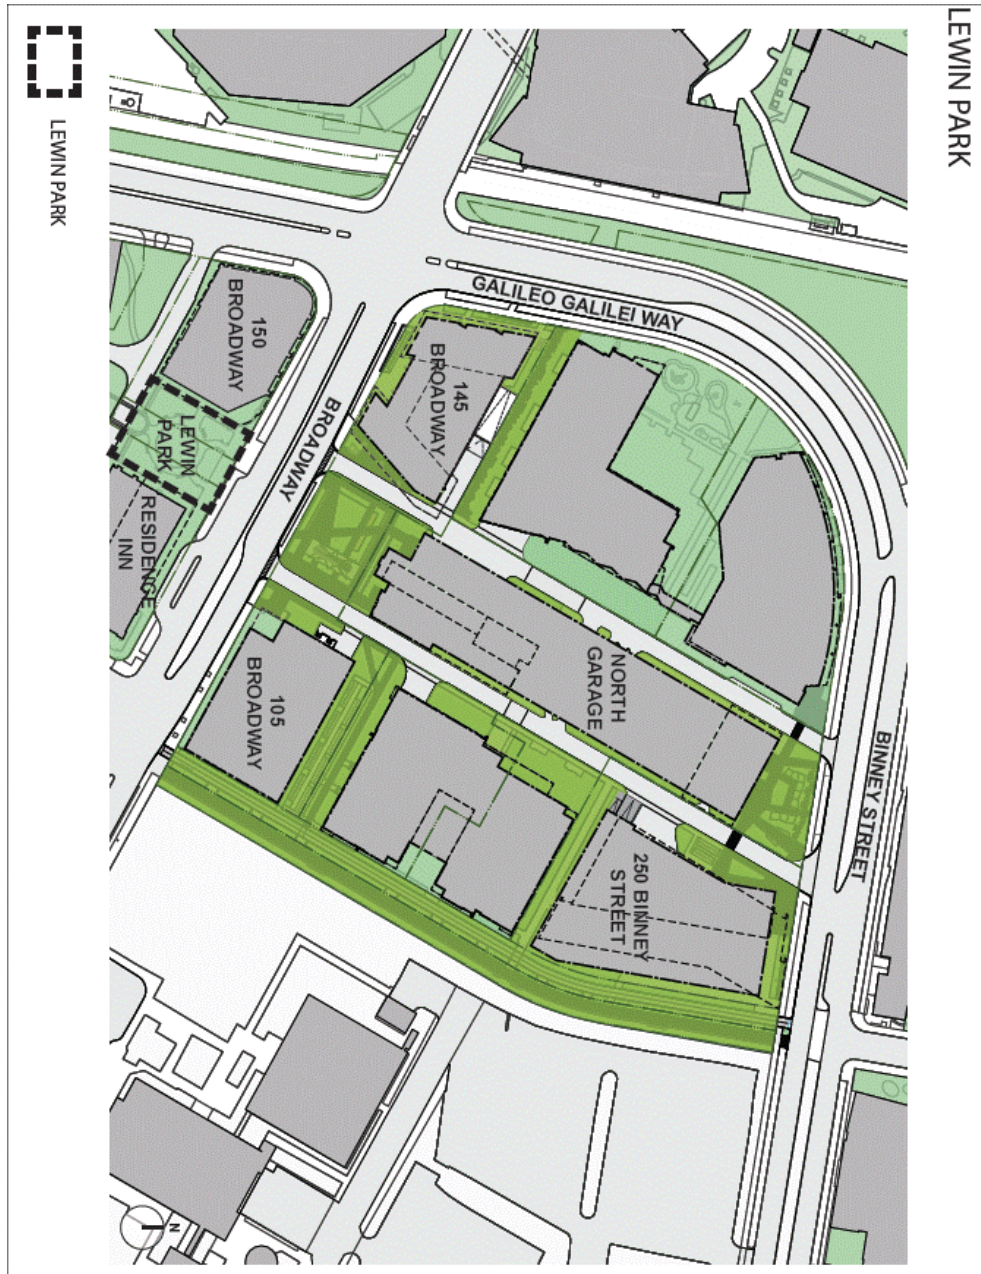 LEWIN PARK
LEWIN PARK
GALILEO GALILEI WAY
150
BROADWAY
145
BROADWAY
BROADWAY
LEWIN
PARK
RESIDENCE
INN
NORTH
GARAGE
105
BROADWAY
BINNEY STREET
250 BINNEY
STREET
N